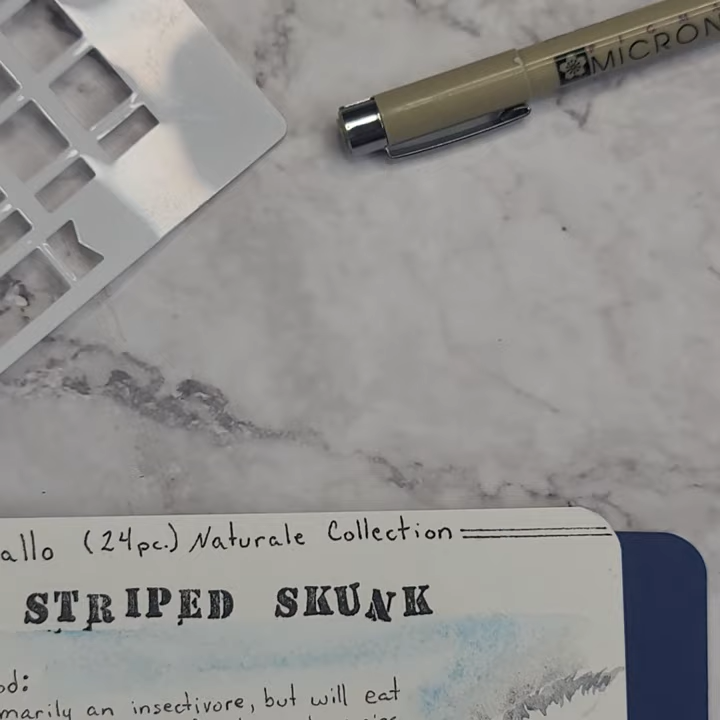 MICRON
allo (24pc.) Naturale Collection
STRIPED SKUNK
od:
marily an insectivore, but will eat